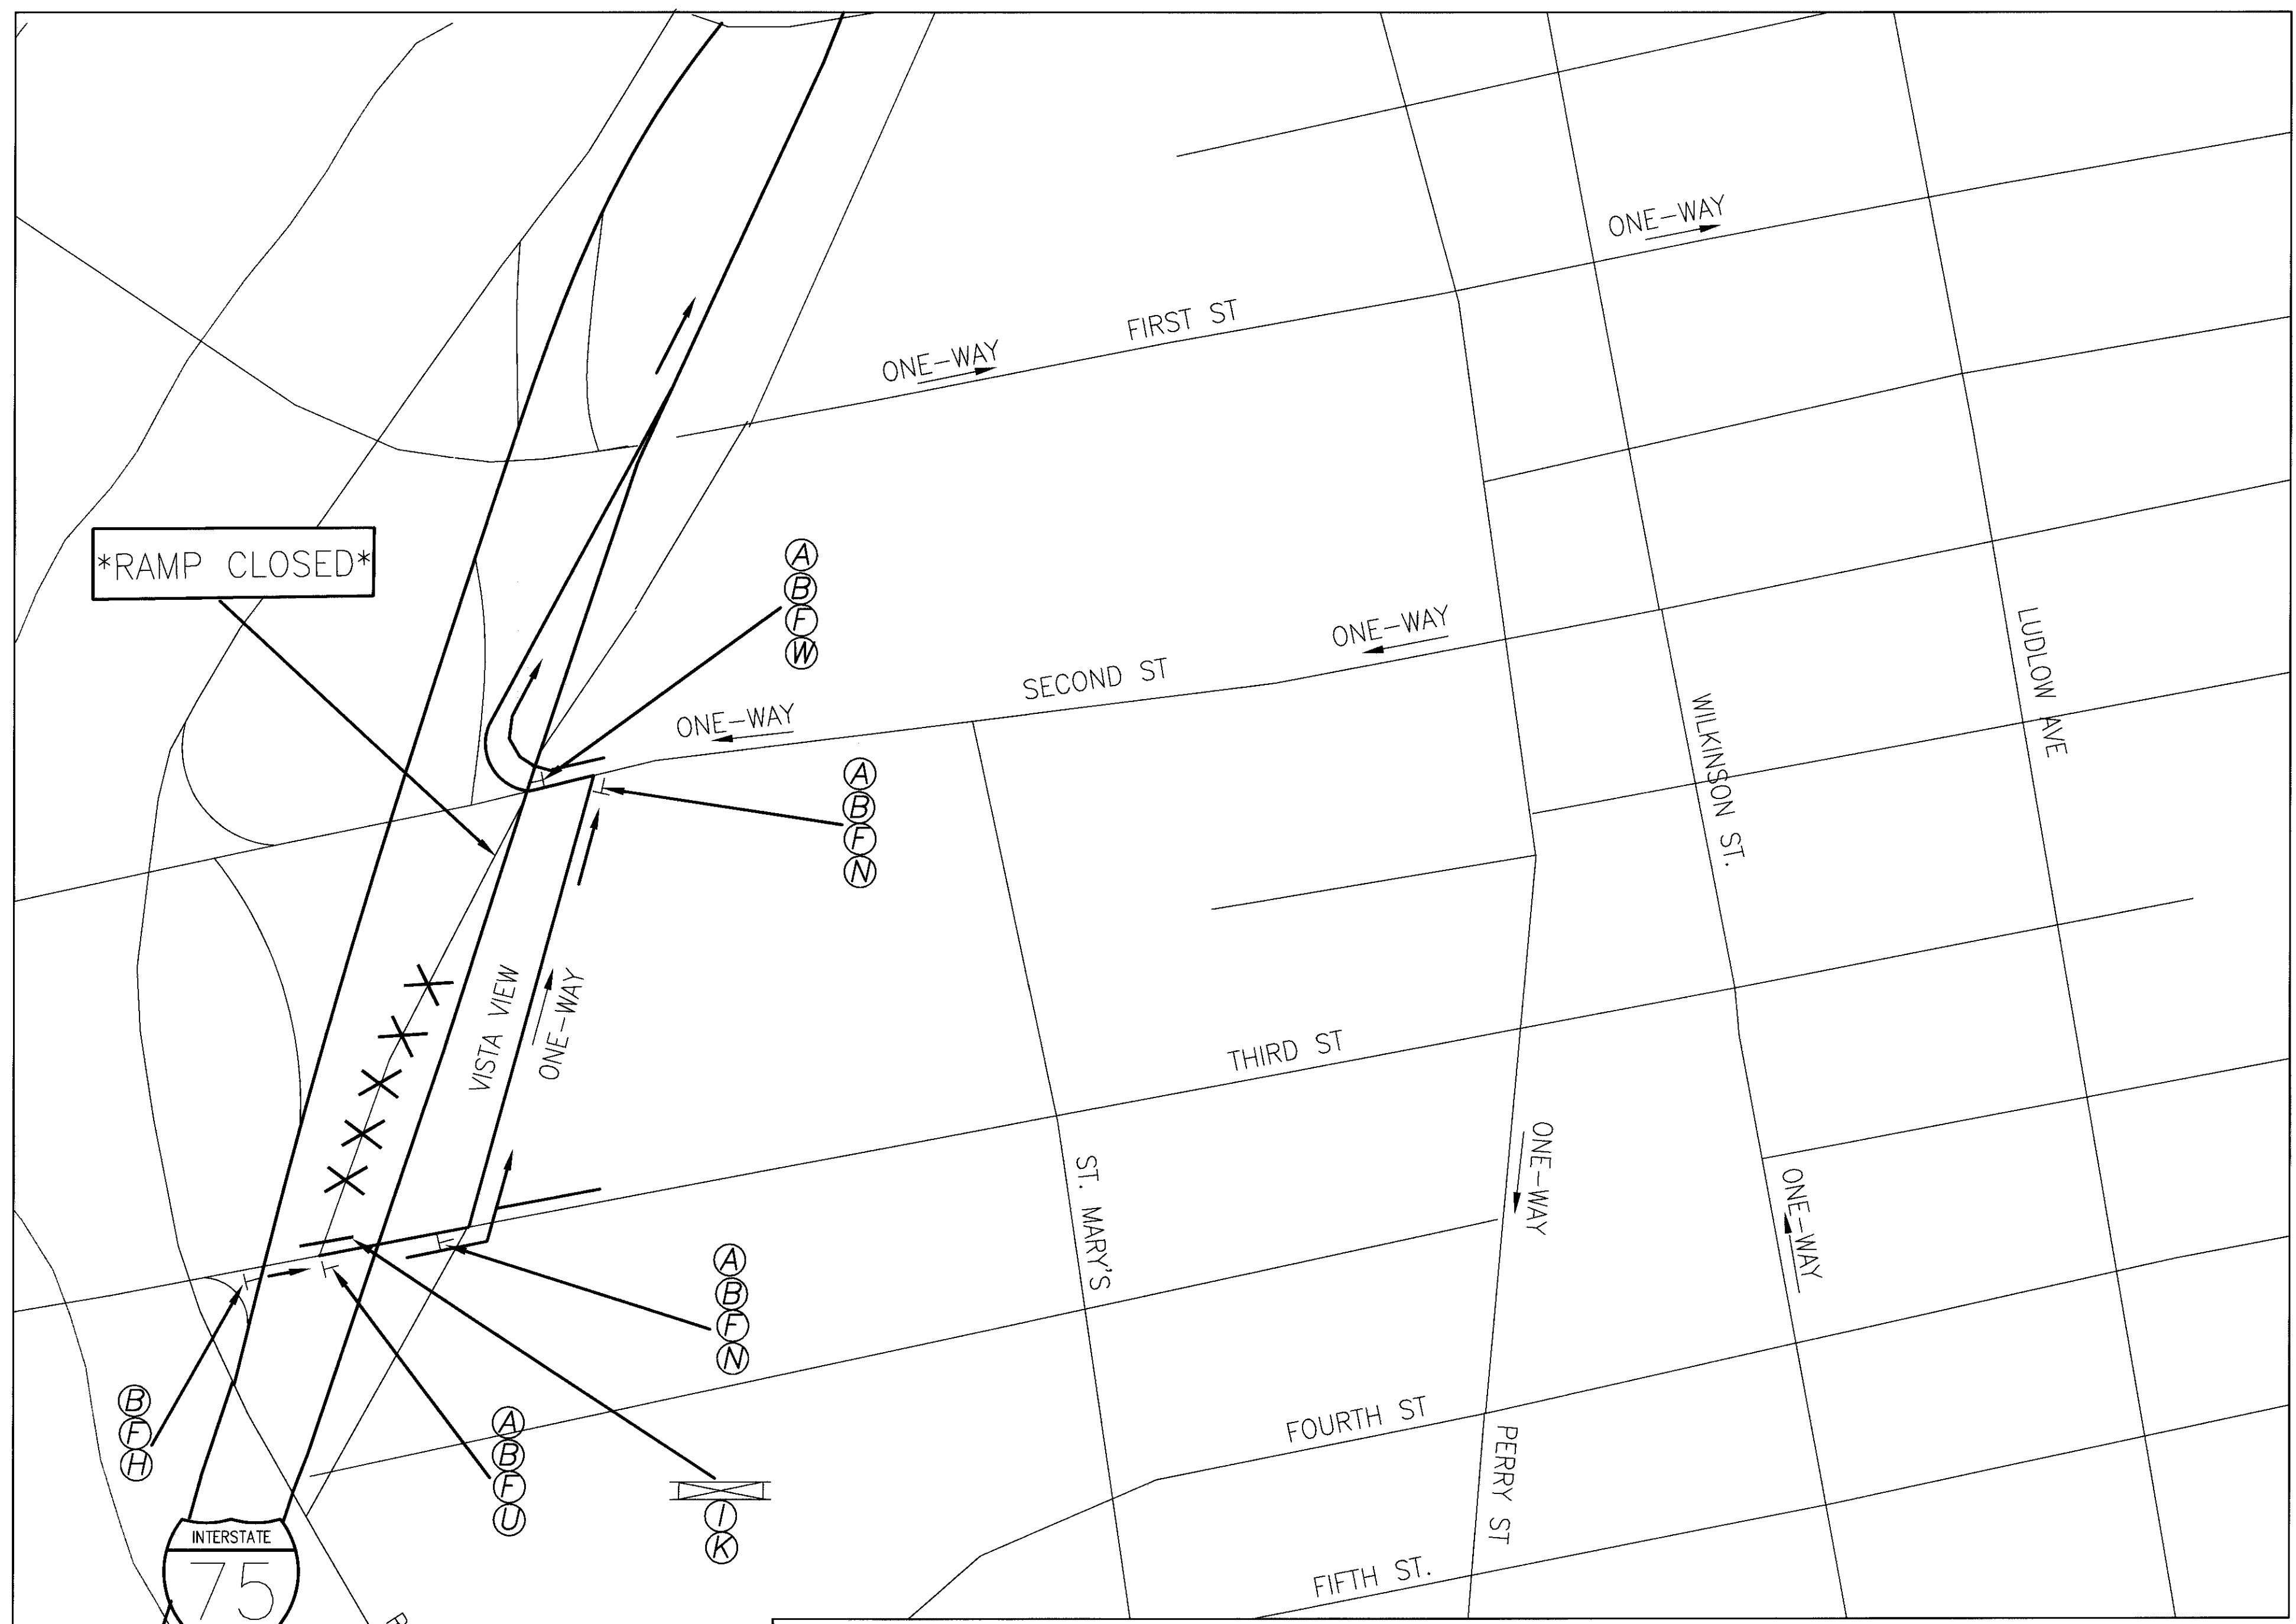 ONE-WAY
FIRST ST
ONE-WAY
*RAMP CLOSED*
A
B
F
W
ONE-WAY
SECOND ST
ONE-WAY
LUDLOW AVE
WILKINSON ST.
A
B
F
N
VISTA VIEW
ONE-WAY
THIRD ST
ST. MARY'S
ONE-WAY
ONE-WAY
A
B
F
N
B
F
H
A
B
F
U
I
K
FOURTH ST
PERRY ST
FIFTH ST.
INTERSTATE
75